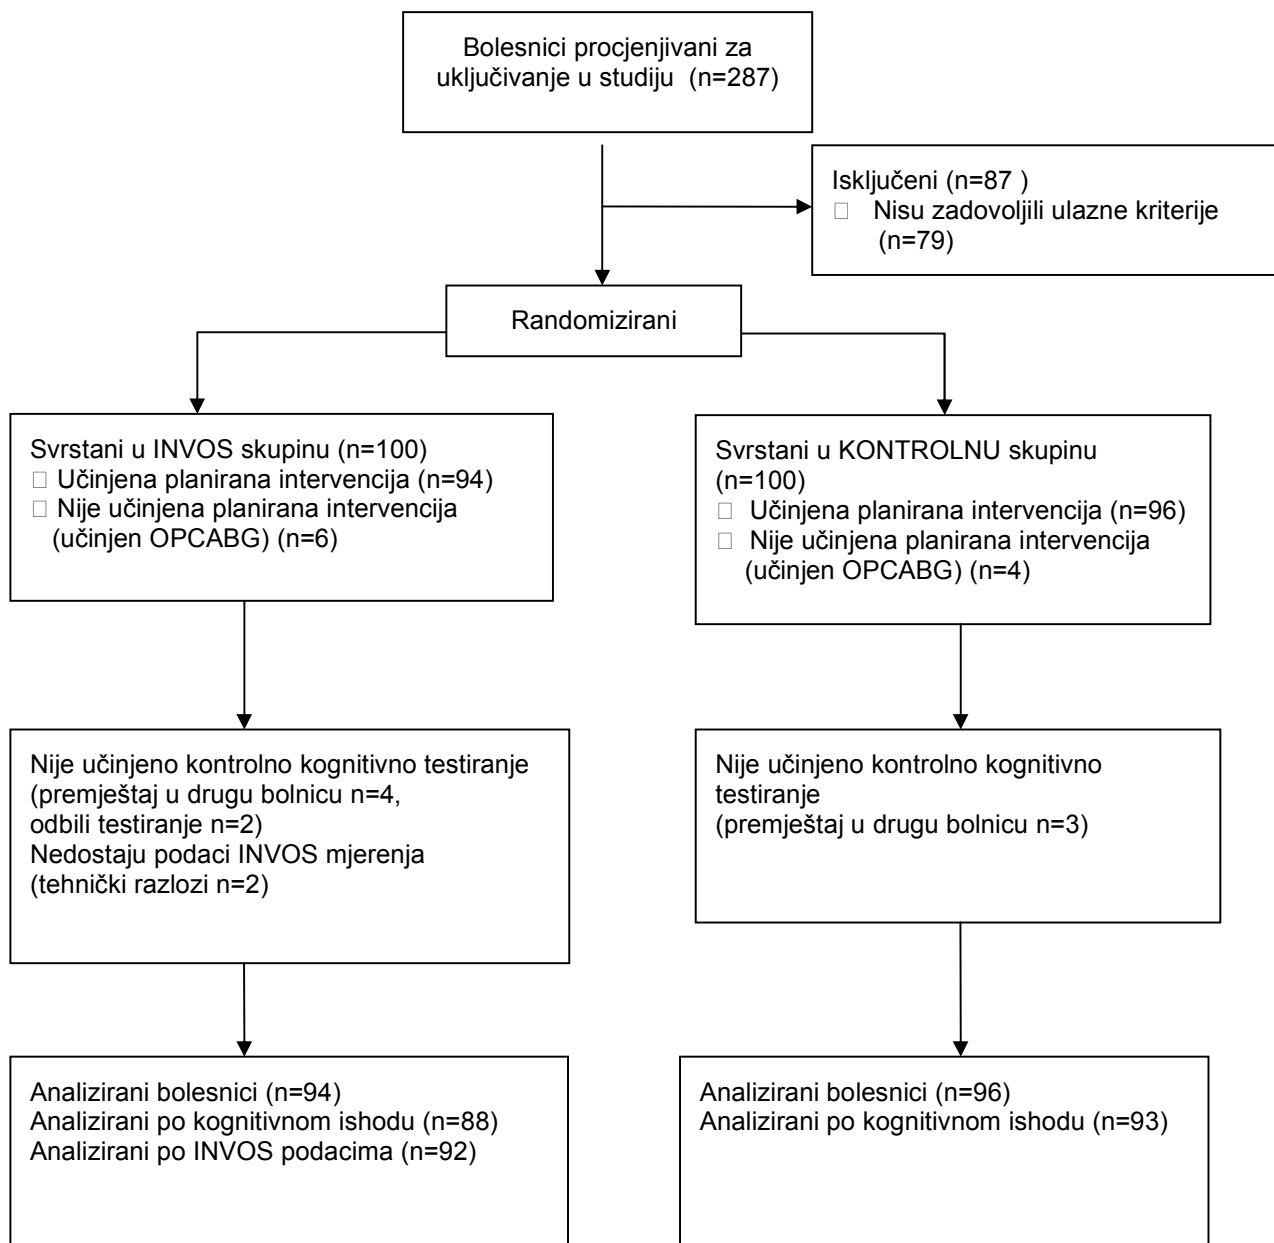 Bolesnici procjenjivani za
uključivanje u studiju (n=287)
Isključeni (n=87 )
□ Nisu zadovoljili ulazne kriterije
(n=79)
Randomizirani
Svrstani u INVOS skupinu (n=100)
□ Učinjena planirana intervencija (n=94)
□ Nije učinjena planirana intervencija
(učinjen OPCABG) (n=6)
Svrstani u KONTROLNU skupinu
(n=100)
□ Učinjena planirana intervencija (n=96)
□ Nije učinjena planirana intervencija
(učinjen OPCABG) (n=4)
Nije učinjeno kontrolno kognitivno testiranje
(premještaj u drugu bolnicu n=4,
odbili testiranje n=2)
Nedostaju podaci INVOS mjerenja
(tehnički razlozi n=2)
Nije učinjeno kontrolno kognitivno
testiranje
(premještaj u drugu bolnicu n=3)
Analizirani bolesnici (n=94)
Analizirani po kognitivnom ishodu (n=88)
Analizirani po INVOS podacima (n=92)
Analizirani bolesnici (n=96)
Analizirani po kognitivnom ishodu (n=93)